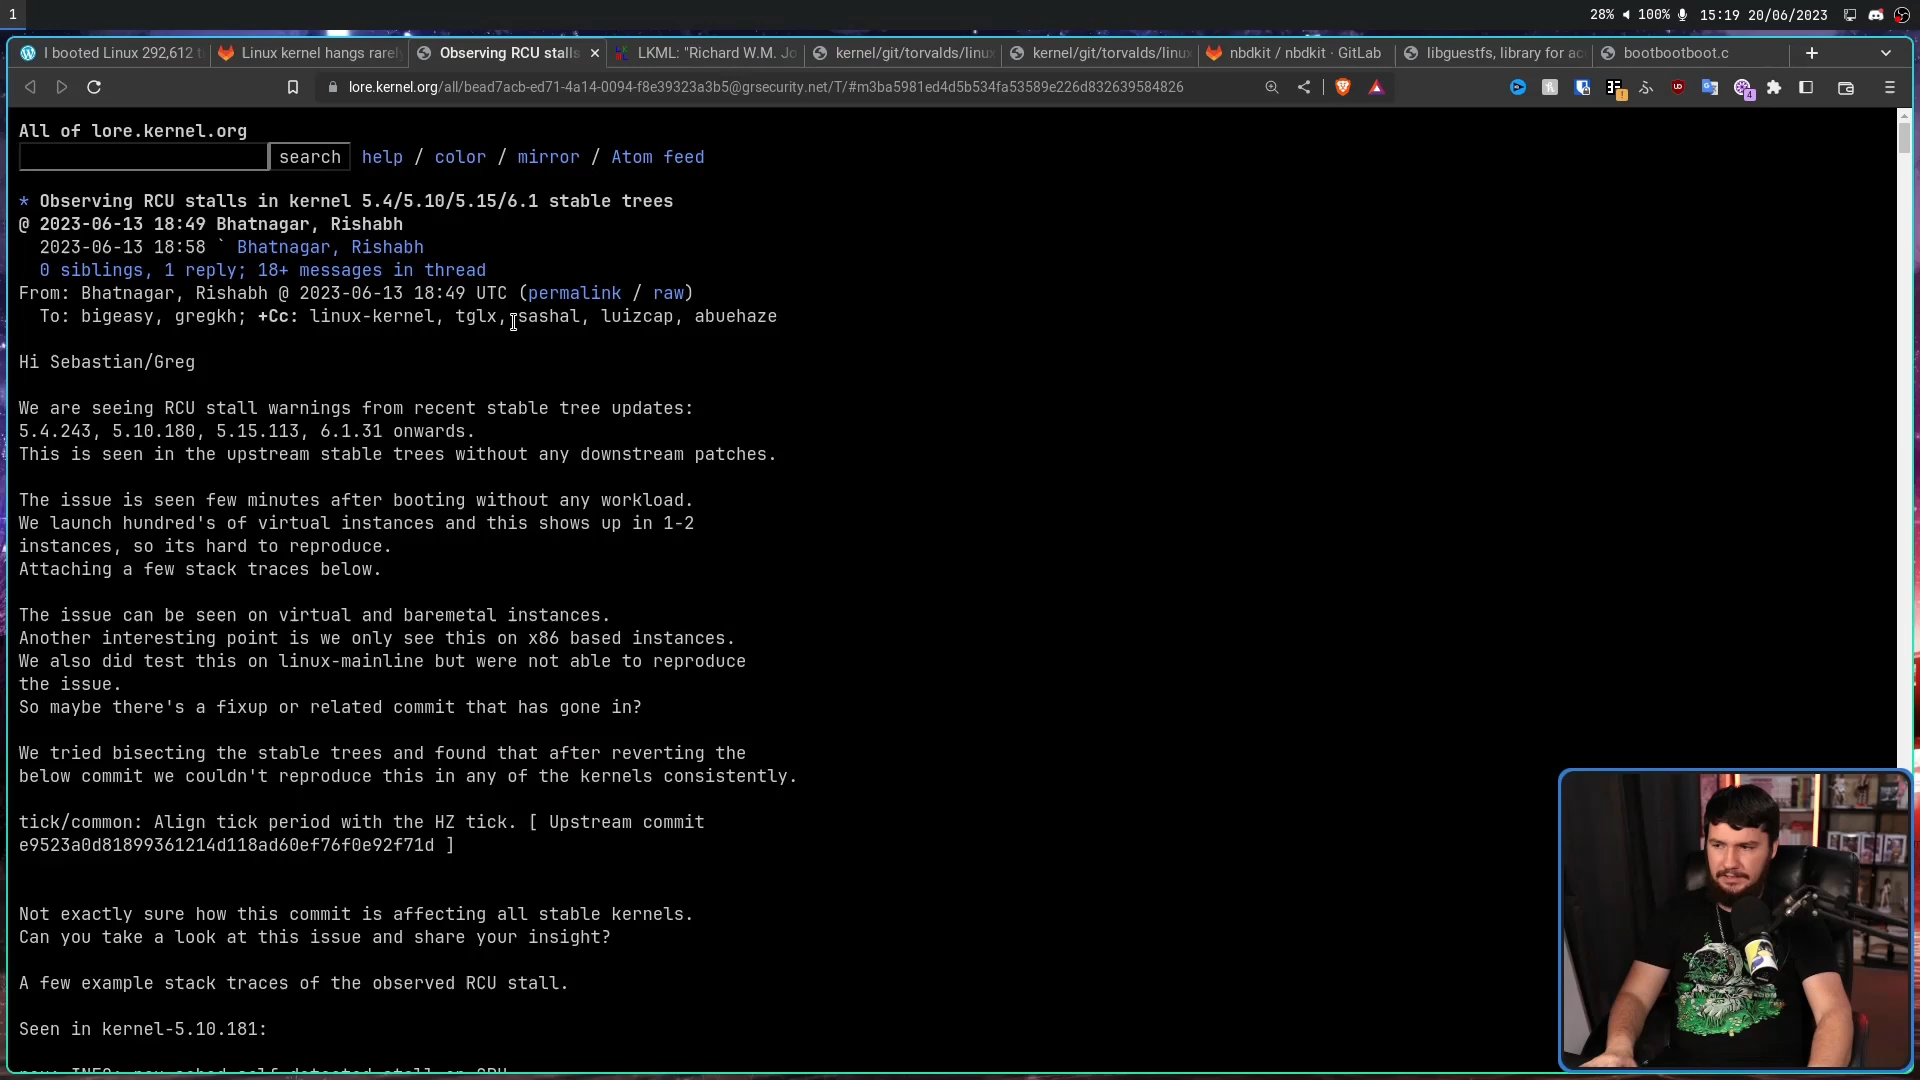 1
28% 100% 15:19 20/06/2023
I booted Linux 292,612 t
Linux kernel hangs rarely
Observing RCU stalls
LKML: "Richard W.M. Jo
kernel/git/torvalds/linux
kernel/git/torvalds/linux
nbdkit / nbdkit · GitLab
libguestfs, library for ac
bootbootboot.c
lore.kernel.org/all/bead7acb-ed71-4a14-0094-f8e39323a3b5@grsecurity.net/T/#m3ba5981ed4d5b534fa53589e226d832639584826
All of lore.kernel.org
search help / color / mirror / Atom feed
* Observing RCU stalls in kernel 5.4/5.10/5.15/6.1 stable trees
@ 2023-06-13 18:49 Bhatnagar, Rishabh
2023-06-13 18:58 ` Bhatnagar, Rishabh
0 siblings, 1 reply; 18+ messages in thread
From: Bhatnagar, Rishabh @ 2023-06-13 18:49 UTC (permalink / raw)
To: bigeasy, gregkh; +Cc: linux-kernel, tglx, sashal, luizcap, abuehaze
Hi Sebastian/Greg
We are seeing RCU stall warnings from recent stable tree updates:
5.4.243, 5.10.180, 5.15.113, 6.1.31 onwards.
This is seen in the upstream stable trees without any downstream patches.
The issue is seen few minutes after booting without any workload.
We launch hundred's of virtual instances and this shows up in 1-2
instances, so its hard to reproduce.
Attaching a few stack traces below.
The issue can be seen on virtual and baremetal instances.
Another interesting point is we only see this on x86 based instances.
We also did test this on linux-mainline but were not able to reproduce
the issue.
So maybe there's a fixup or related commit that has gone in?
We tried bisecting the stable trees and found that after reverting the
below commit we couldn't reproduce this in any of the kernels consistently.
tick/common: Align tick period with the HZ tick. [ Upstream commit
e9523a0d81899361214d118ad60ef76f0e92f71d ]
Not exactly sure how this commit is affecting all stable kernels.
Can you take a look at this issue and share your insight?
A few example stack traces of the observed RCU stall.
Seen in kernel-5.10.181: